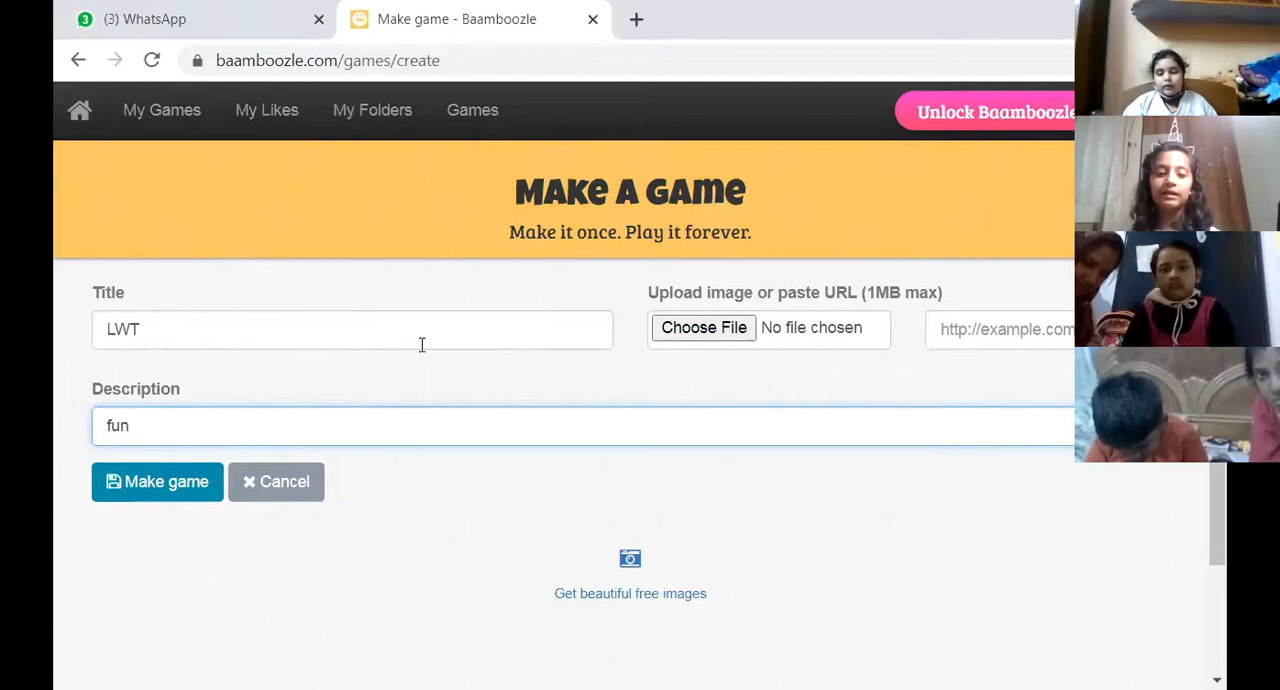 (3) WhatsApp
Make game - Baamboozle
baamboozle.com/games/create
My Games My Likes My Folders Games
Unlock Baamboozle
Make a Game
Make it once. Play it forever.
Title
Upload image or paste URL (1MB max)
LWT
Choose File No file chosen
http://example.com
Description
fun
Make game
Cancel
Get beautiful free images